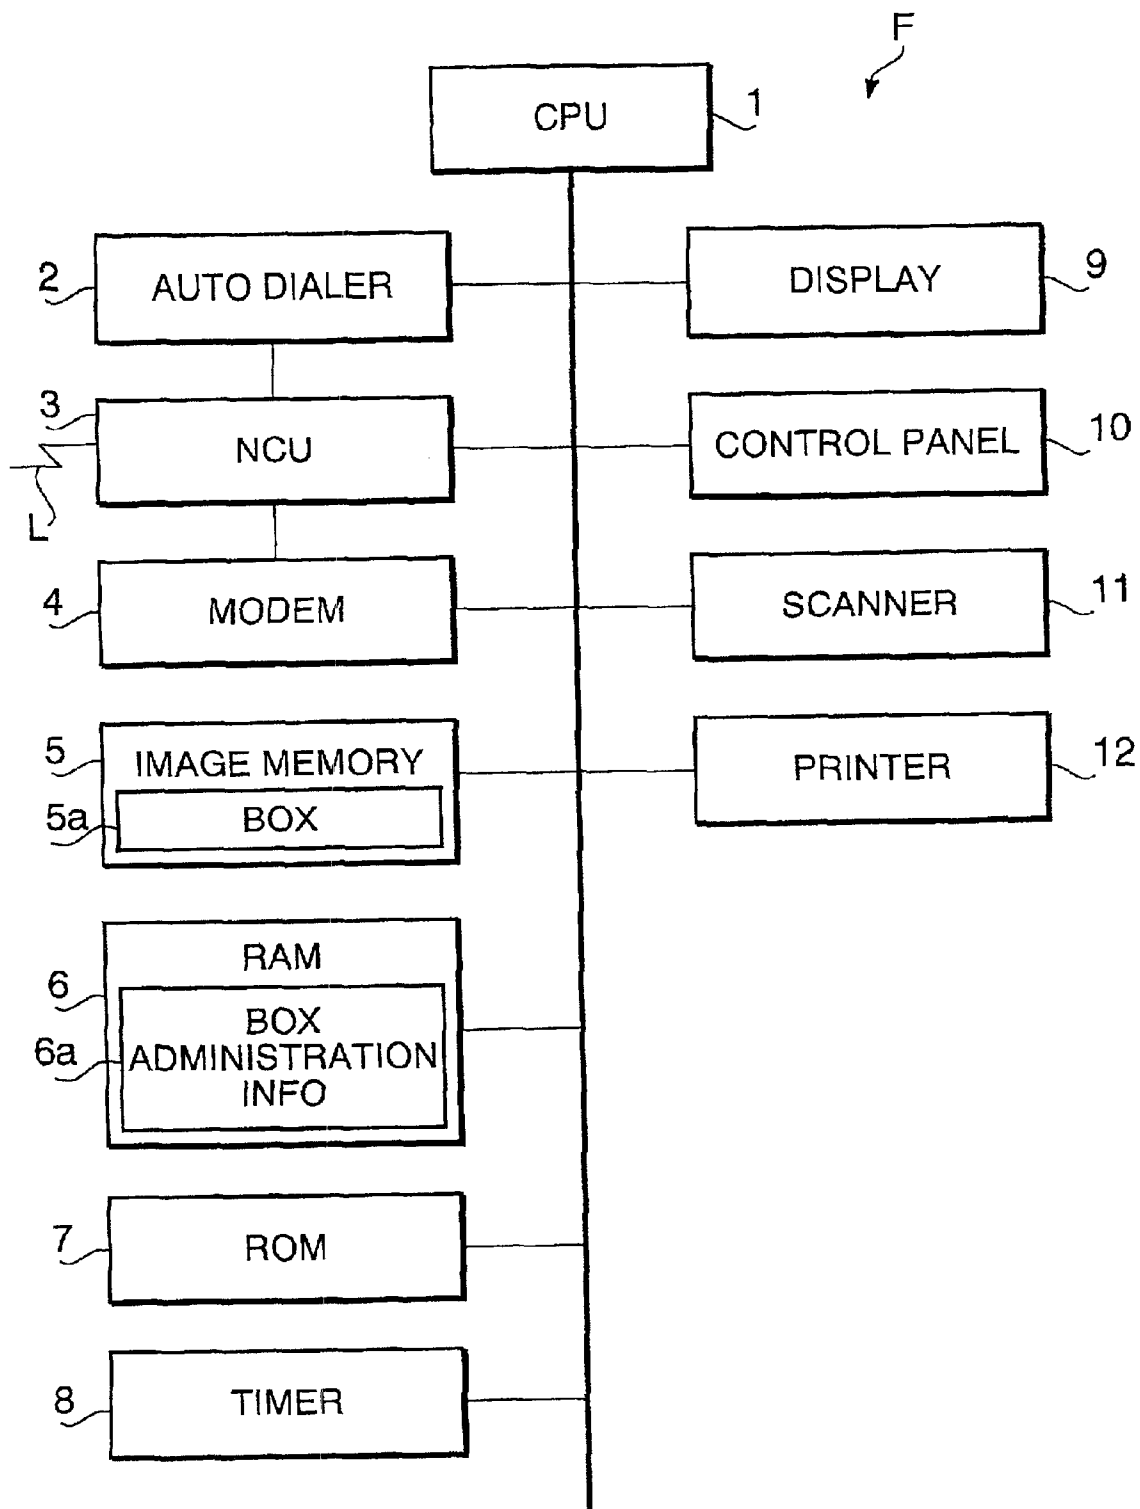 F
CPU
1
2
AUTO DIALER
DISPLAY
9
3
NCU
L
CONTROL PANEL
10
4
MODEM
SCANNER
11
5
IMAGE MEMORY
5a
BOX
PRINTER
12
RAM
6
6a
BOX
ADMINISTRATION
INFO
7
ROM
8
TIMER